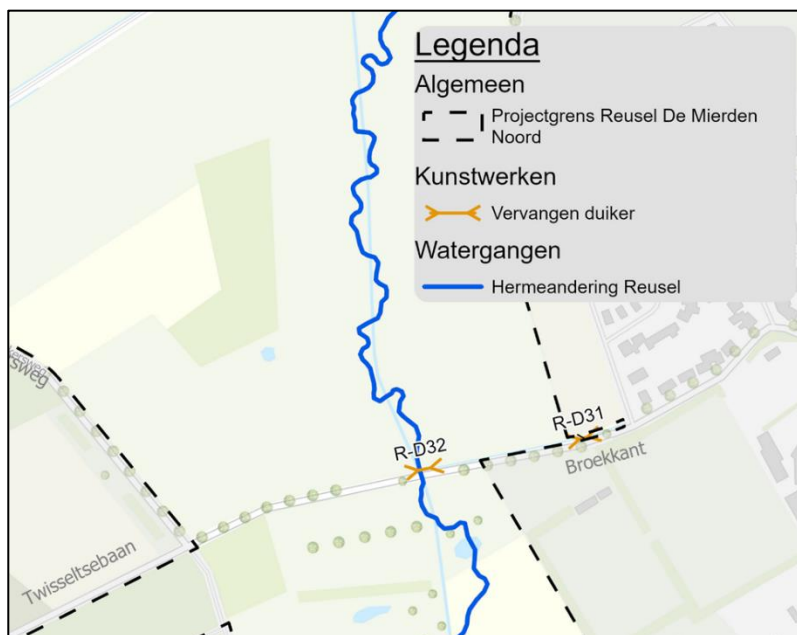 Legenda
Algemeen
Projectgrens Reusel De Mierden
Noord
Kunstwerken
Vervangen duiker
Watergangen
Hermeandering Reusel
R-D31
R-D32
Broekkant
Twisseltsebaan